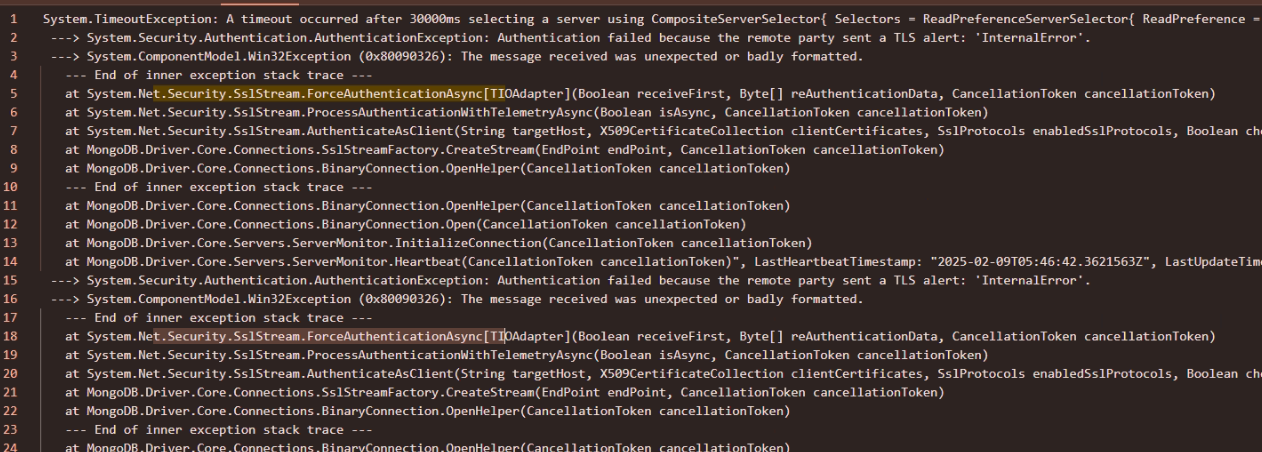 1 System.TimeoutException: A timeout occurred after 30000ms selecting a server using CompositeServerSelector{ Selectors = ReadPreferenceServerSelector{ ReadPreference =
2 ---> System.Security.Authentication.AuthenticationException: Authentication failed because the remote party sent a TLS alert: 'InternalError'.
3 ---> System.ComponentModel.Win32Exception (0x80090326): The message received was unexpected or badly formatted.
4 --- End of inner exception stack trace ---
5 at System.Net.Security.SslStream.ForceAuthenticationAsync[TIOAdapter](Boolean receiveFirst, Byte[] reAuthenticationData, CancellationToken cancellationToken)
6 at System.Net.Security.SslStream.ProcessAuthenticationWithTelemetryAsync(Boolean isAsync, CancellationToken cancellationToken)
7 at System.Net.Security.SslStream.AuthenticateAsClient(String targetHost, X509CertificateCollection clientCertificates, SslProtocols enabledSslProtocols, Boolean che
8 at MongoDB.Driver.Core.Connections.SslStreamFactory.CreateStream(EndPoint endPoint, CancellationToken cancellationToken)
9 at MongoDB.Driver.Core.Connections.BinaryConnection.OpenHelper(CancellationToken cancellationToken)
10 --- End of inner exception stack trace ---
11 at MongoDB.Driver.Core.Connections.BinaryConnection.OpenHelper(CancellationToken cancellationToken)
12 at MongoDB.Driver.Core.Connections.BinaryConnection.Open(CancellationToken cancellationToken)
13 at MongoDB.Driver.Core.Servers.ServerMonitor.InitializeConnection(CancellationToken cancellationToken)
14 at MongoDB.Driver.Core.Servers.ServerMonitor.Heartbeat(CancellationToken cancellationToken)", LastHeartbeatTimestamp: "2025-02-09T05:46:42.3621563Z", LastUpdateTime
15 ---> System.Security.Authentication.AuthenticationException: Authentication failed because the remote party sent a TLS alert: 'InternalError'.
16 ---> System.ComponentModel.Win32Exception (0x80090326): The message received was unexpected or badly formatted.
17 --- End of inner exception stack trace ---
18 at System.Net.Security.SslStream.ForceAuthenticationAsync[TIOAdapter](Boolean receiveFirst, Byte[] reAuthenticationData, CancellationToken cancellationToken)
19 at System.Net.Security.SslStream.ProcessAuthenticationWithTelemetryAsync(Boolean isAsync, CancellationToken cancellationToken)
20 at System.Net.Security.SslStream.AuthenticateAsClient(String targetHost, X509CertificateCollection clientCertificates, SslProtocols enabledSslProtocols, Boolean che
21 at MongoDB.Driver.Core.Connections.SslStreamFactory.CreateStream(EndPoint endPoint, CancellationToken cancellationToken)
22 at MongoDB.Driver.Core.Connections.BinaryConnection.OpenHelper(CancellationToken cancellationToken)
23 --- End of inner exception stack trace ---
24 at MongoDB.Driver.Core.Connections.BinaryConnection.OpenHelper(CancellationToken cancellationToken)